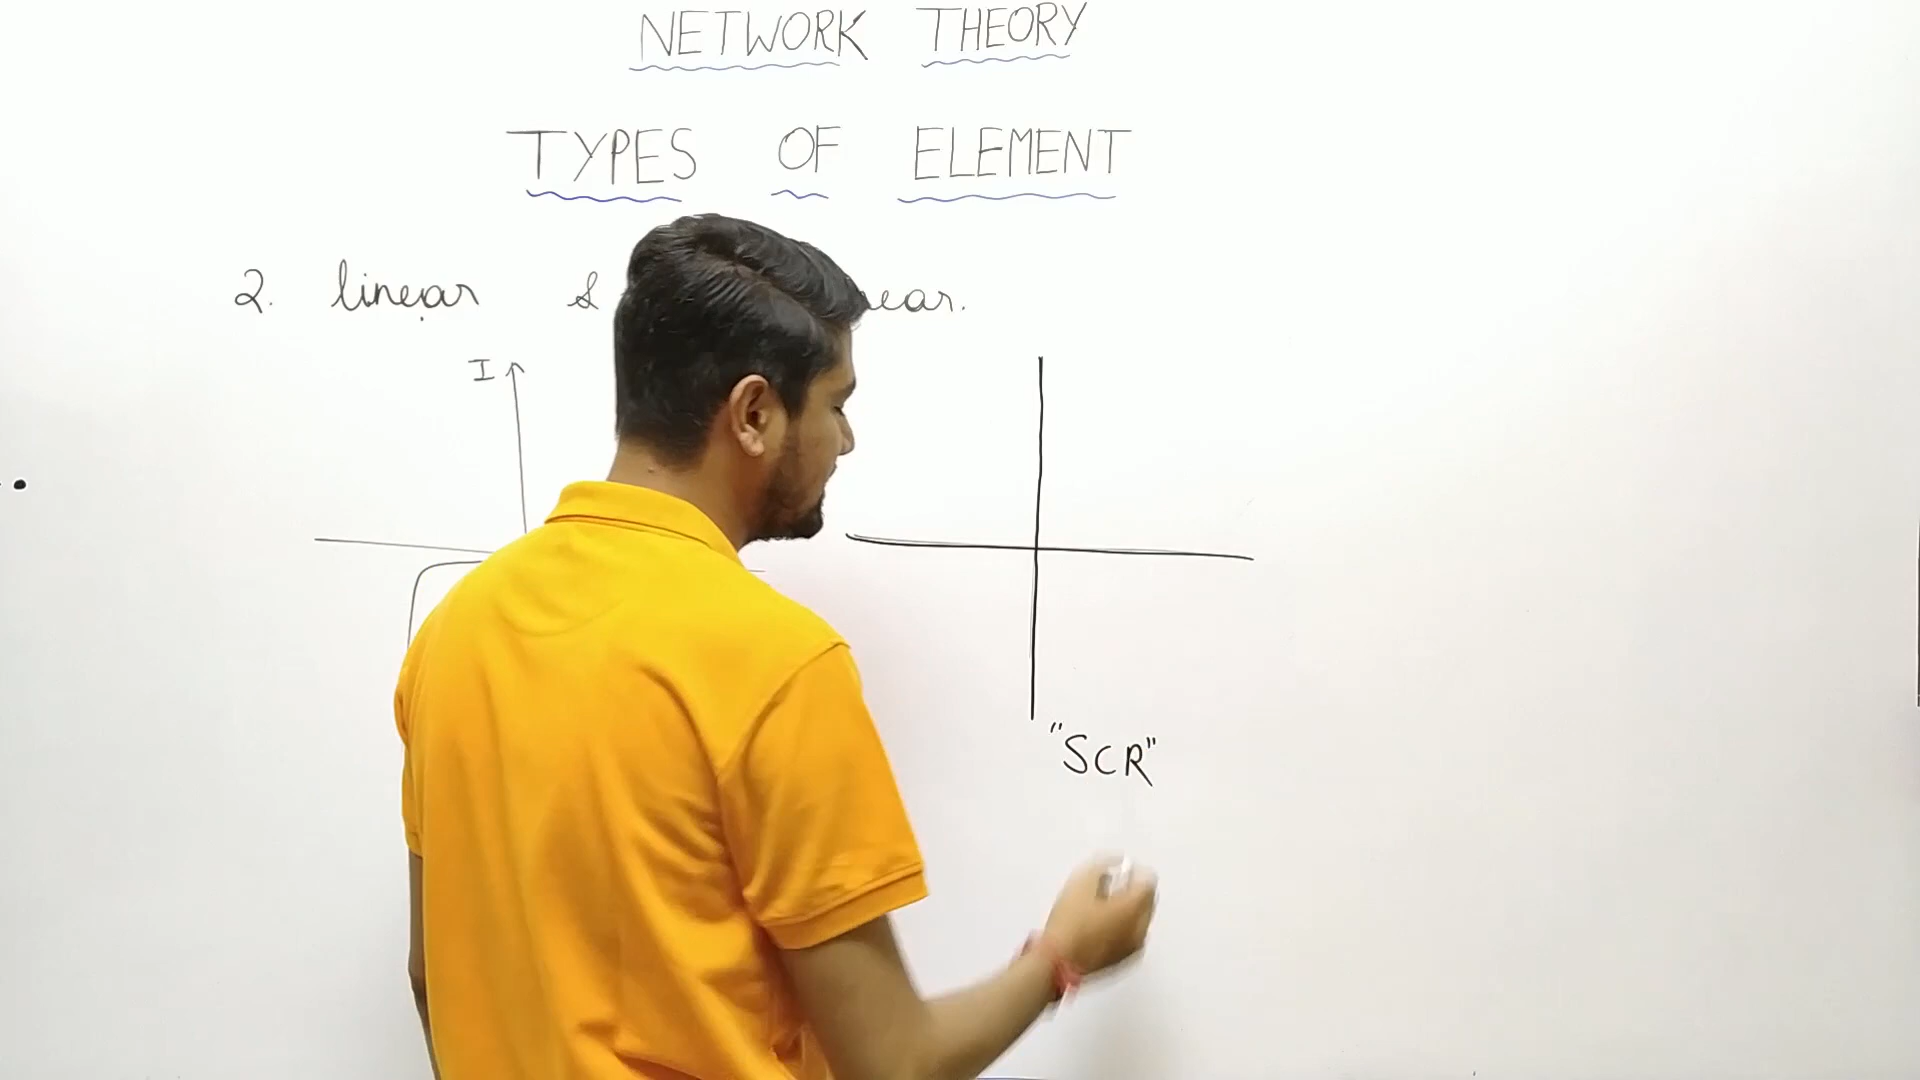 NETWORK THEORY
TYPES OF ELEMENT
2. linear &
I
"SCR"